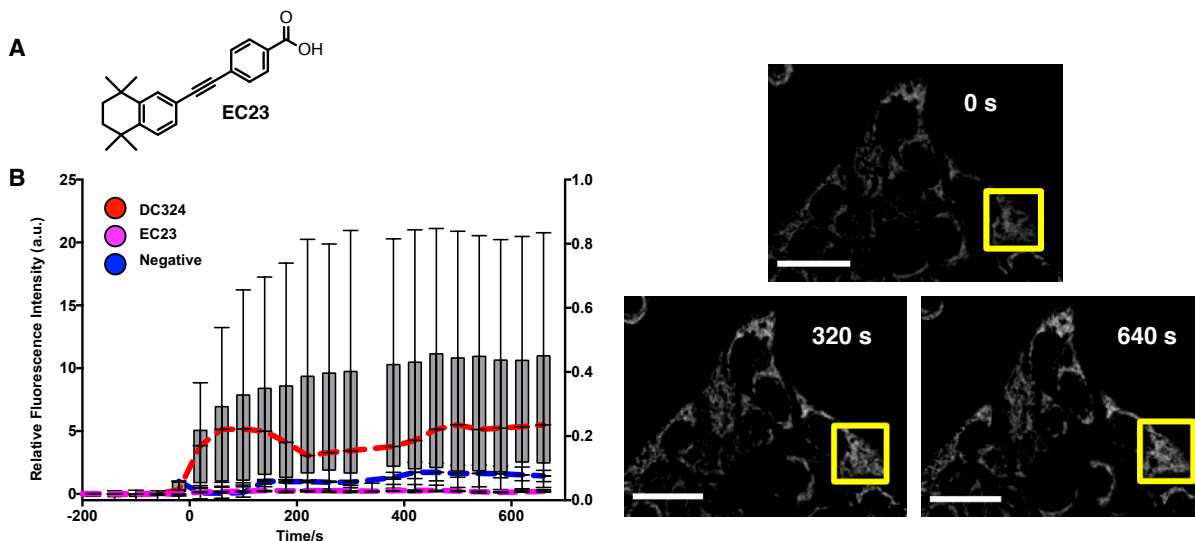 A
O
OH
EC23
B
DC324
EC23
Negative
Relative Fluorescence Intensity (a.u.)
25
20
15
10
5
0
1.0
0.8
0.6
0.4
0.2
0.0
-200 0 200 400 600
Time/s
0 s
320 s
640 s